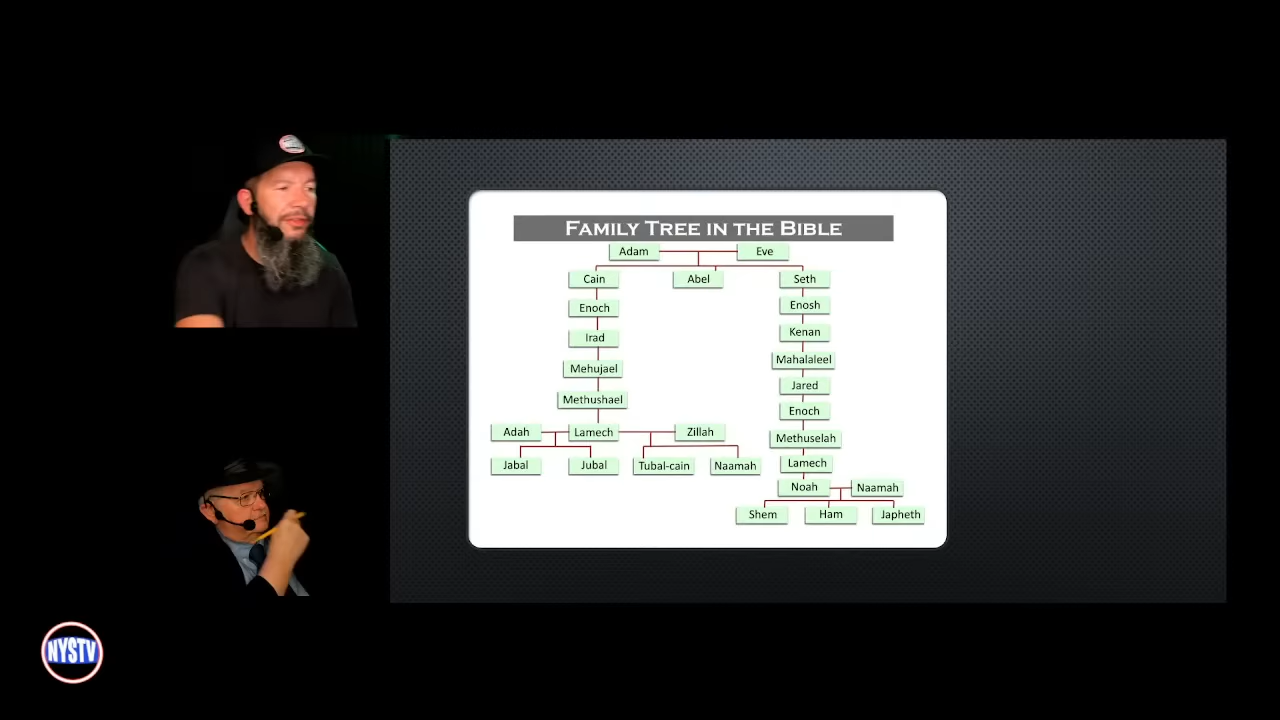 FAMILY TREE IN THE BIBLE
Adam Eve
Cain Abel Seth
Enoch Enosh
Irad Kenan
Mehujael Mahalaleel
Methushael Jared
Enoch
Adah Lamech Zillah Methuselah
Jabal Jubal Tubal-cain Naamah Lamech
Noah Naamah
Shem Ham Japheth
NYSTV